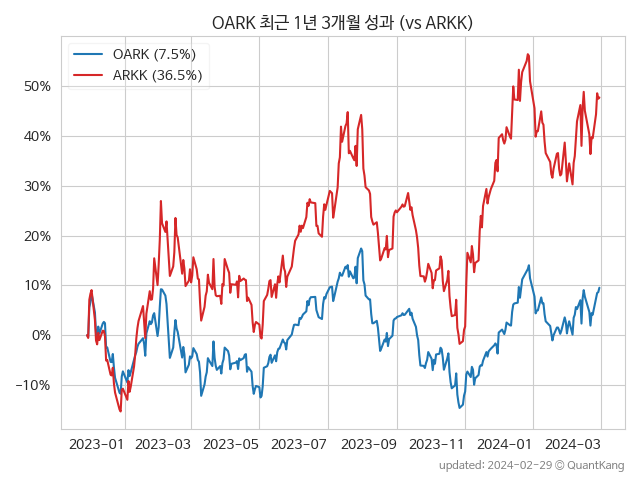 OARK 최근 1년 3개월 성과 (vs ARKK)
OARK (7.5%)
ARKK (36.5%)
50%
40%
30%
20%
10%
0%
−10%
2023-01 2023-03 2023-05 2023-07 2023-09 2023-11 2024-01 2024-03
updated: 2024-02-29 © QuantKang